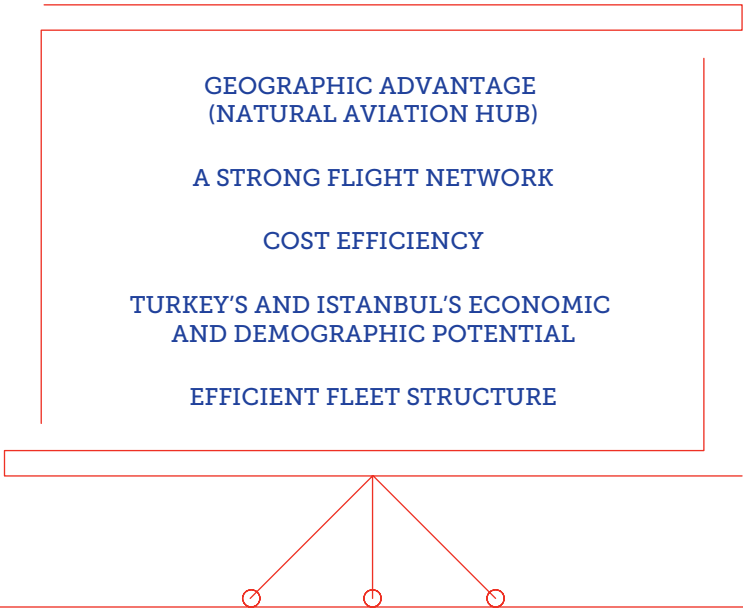 GEOGRAPHIC ADVANTAGE
(NATURAL AVIATION HUB)
A STRONG FLIGHT NETWORK
COST EFFICIENCY
TURKEY’S AND ISTANBUL’S ECONOMIC
AND DEMOGRAPHIC POTENTIAL
EFFICIENT FLEET STRUCTURE